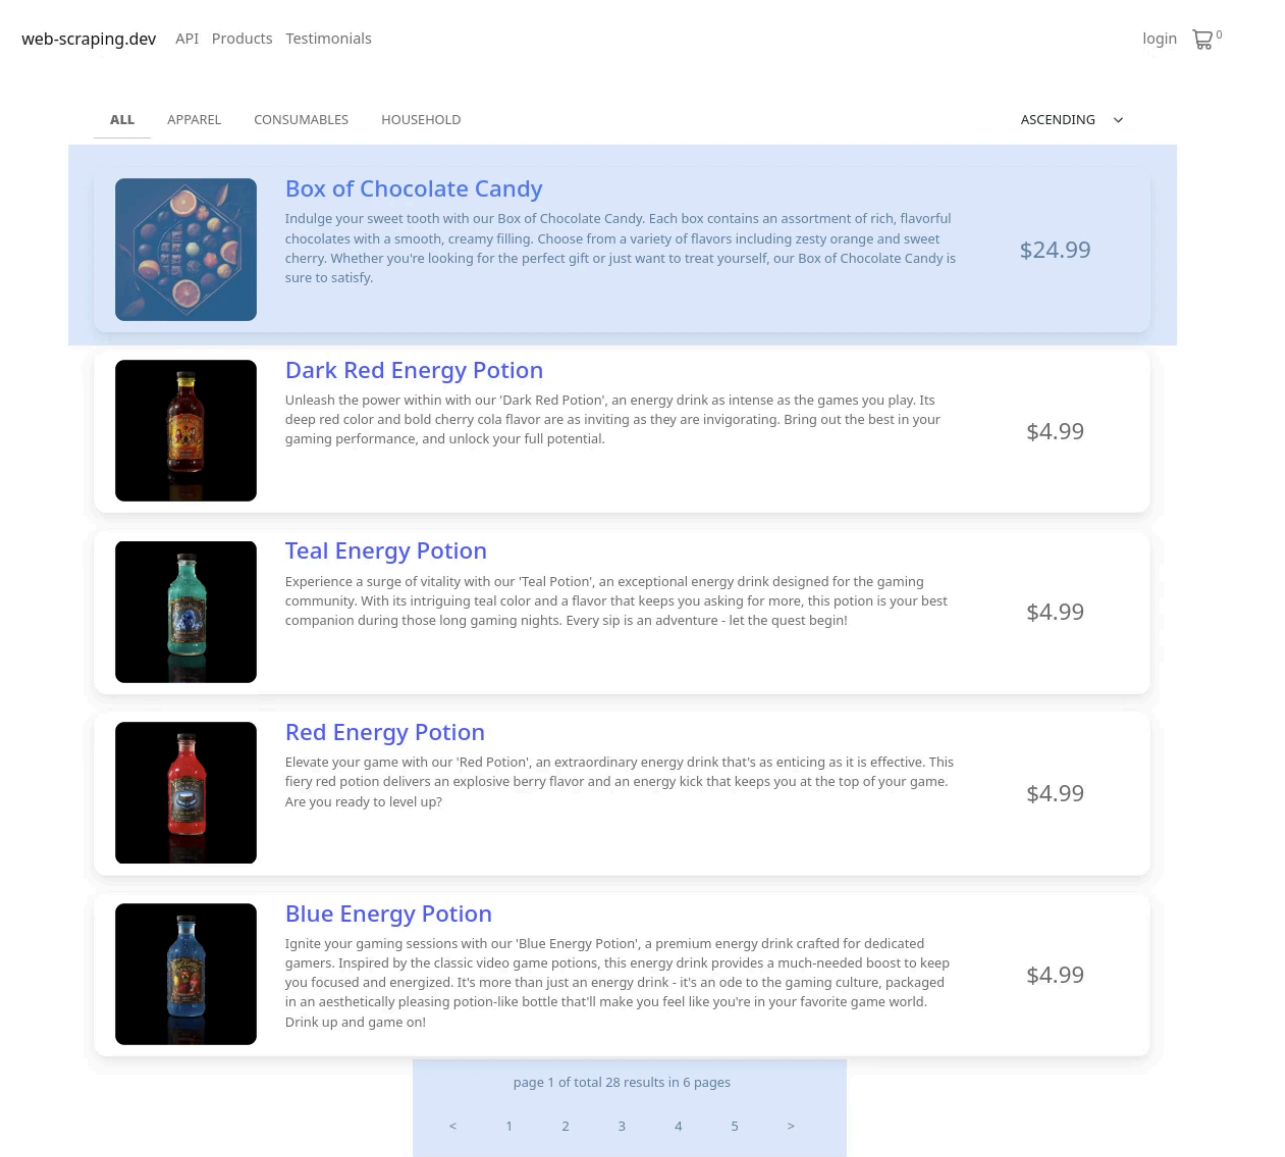 web-scraping.dev API Products Testimonials login 0
ALL APPAREL CONSUMABLES HOUSEHOLD ASCENDING
Box of Chocolate Candy
Indulge your sweet tooth with our Box of Chocolate Candy. Each box contains an assortment of rich, flavorful
chocolates with a smooth, creamy filling. Choose from a variety of flavors including zesty orange and sweet
cherry. Whether you're looking for the perfect gift or just want to treat yourself, our Box of Chocolate Candy is
sure to satisfy.
$24.99
Dark Red Energy Potion
Unleash the power within with our 'Dark Red Potion', an energy drink as intense as the games you play. Its
deep red color and bold cherry cola flavor are as inviting as they are invigorating. Bring out the best in your
gaming performance, and unlock your full potential.
$4.99
Teal Energy Potion
Experience a surge of vitality with our 'Teal Potion', an exceptional energy drink designed for the gaming
community. With its intriguing teal color and a flavor that keeps you asking for more, this potion is your best
companion during those long gaming nights. Every sip is an adventure - let the quest begin!
$4.99
Red Energy Potion
Elevate your game with our 'Red Potion', an extraordinary energy drink that's as enticing as it is effective. This
fiery red potion delivers an explosive berry flavor and an energy kick that keeps you at the top of your game.
Are you ready to level up?
$4.99
Blue Energy Potion
Ignite your gaming sessions with our 'Blue Energy Potion', a premium energy drink crafted for dedicated
gamers. Inspired by the classic video game potions, this energy drink provides a much-needed boost to keep
you focused and energized. It's more than just an energy drink - it's an ode to the gaming culture, packaged
in an aesthetically pleasing potion-like bottle that'll make you feel like you're in your favorite game world.
Drink up and game on!
$4.99
page 1 of total 28 results in 6 pages
< 1 2 3 4 5 >